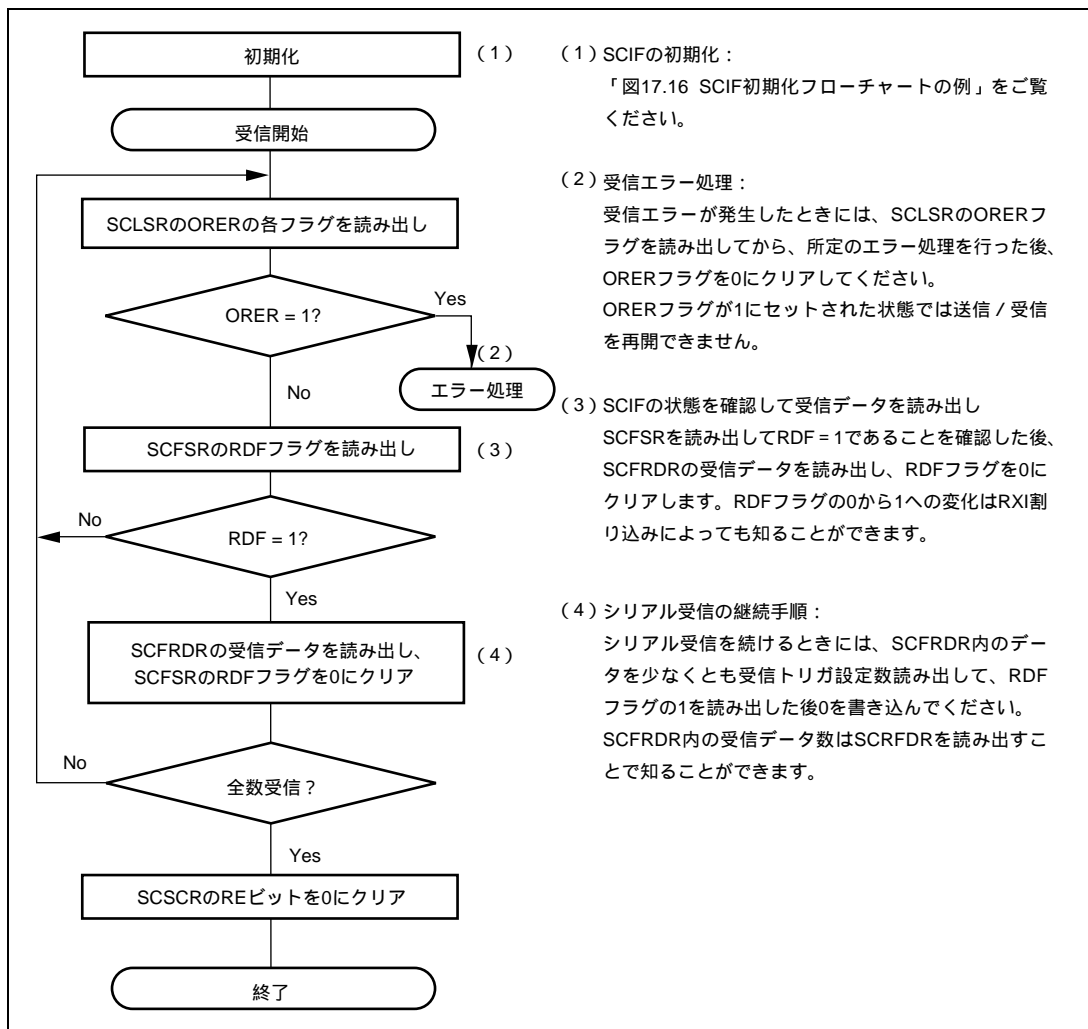 初期化
（1）
受信開始
SCLSRのORERの各フラグを読み出し
ORER = 1?
Yes
（2）
エラー処理
No
SCFSRのRDFフラグを読み出し
（3）
No
RDF = 1?
Yes
SCFRDRの受信データを読み出し、
SCFSRのRDFフラグを0にクリア
（4）
No
全数受信？
Yes
SCSCRのREビットを0にクリア
終了
（1）SCIFの初期化：
「図17.16 SCIF初期化フローチャートの例」をご覧
ください。
（2）受信エラー処理：
受信エラーが発生したときには、SCLSRのORERフ
ラグを読み出してから、所定のエラー処理を行った後、
ORERフラグを0にクリアしてください。
ORERフラグが1にセットされた状態では送信／受信
を再開できません。
（3）SCIFの状態を確認して受信データを読み出し
SCFSRを読み出してRDF = 1であることを確認した後、
SCFRDRの受信データを読み出し、RDFフラグを0に
クリアします。RDFフラグの0から1への変化はRXI割
り込みによっても知ることができます。
（4）シリアル受信の継続手順：
シリアル受信を続けるときには、SCFRDR内のデー
タを少なくとも受信トリガ設定数読み出して、RDF
フラグの1を読み出した後0を書き込んでください。
SCFRDR内の受信データ数はSCRFDRを読み出すこ
とで知ることができます。